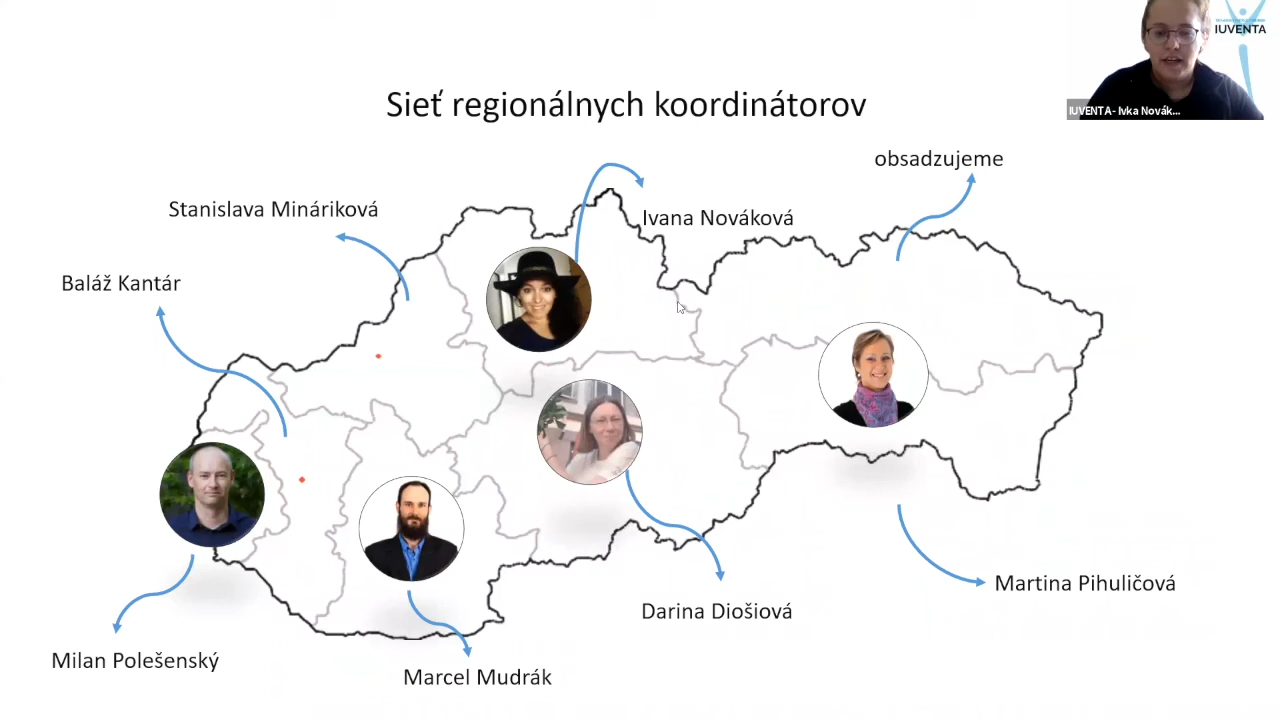 IUVENTA
IUVENTA - Ivka Novák...
Sieť regionálnych koordinátorov
obsadzujeme
Stanislava Mináriková
Ivana Nováková
Baláž Kantár
Martina Pihuličová
Darina Diošiová
Milan Polešenský
Marcel Mudrák